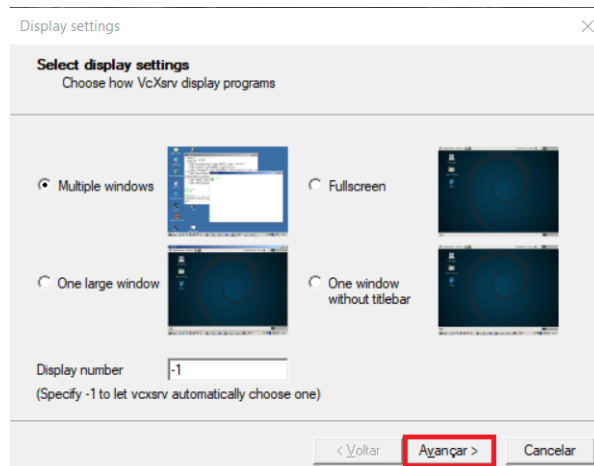 Display settings
Select display settings
Choose how VcXsrv display programs
Multiple windows
Fullscreen
One large window
One window
without titlebar
Display number
-1
(Specify -1 to let vcxsrv automatically choose one)
< Voltar
Avançar >
Cancelar